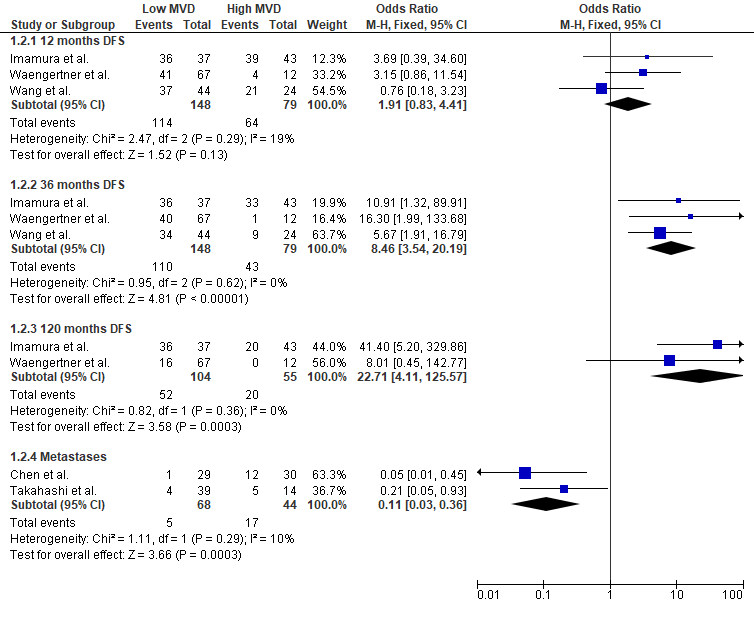 Low MVD High MVD Odds Ratio Odds Ratio
Study or Subgroup Events Total Events Total Weight M-H, Fixed, 95% CI M-H, Fixed, 95% CI
1.2.1 12 months DFS
Imamura et al. 36 37 39 43 12.3% 3.69 [0.39, 34.60]
Waengertner et al. 41 67 4 12 33.2% 3.15 [0.86, 11.54]
Wang et al. 37 44 21 24 54.5% 0.76 [0.18, 3.23]
Subtotal (95% CI) 148 79 100.0% 1.91 [0.83, 4.41]
Total events 114 64
Heterogeneity: Chi² = 2.47, df = 2 (P = 0.29); I² = 19%
Test for overall effect: Z = 1.52 (P = 0.13)
1.2.2 36 months DFS
Imamura et al. 36 37 33 43 19.9% 10.91 [1.32, 89.91]
Waengertner et al. 40 67 1 12 16.4% 16.30 [1.99, 133.68]
Wang et al. 34 44 9 24 63.7% 5.67 [1.91, 16.79]
Subtotal (95% CI) 148 79 100.0% 8.46 [3.54, 20.19]
Total events 110 43
Heterogeneity: Chi² = 0.95, df = 2 (P = 0.62); I² = 0%
Test for overall effect: Z = 4.81 (P < 0.00001)
1.2.3 120 months DFS
Imamura et al. 36 37 20 43 44.0% 41.40 [5.20, 329.86]
Waengertner et al. 16 67 0 12 56.0% 8.01 [0.45, 142.77]
Subtotal (95% CI) 104 55 100.0% 22.71 [4.11, 125.57]
Total events 52 20
Heterogeneity: Chi² = 0.82, df = 1 (P = 0.36); I² = 0%
Test for overall effect: Z = 3.58 (P = 0.0003)
1.2.4 Metastases
Chen et al. 1 29 12 30 63.3% 0.05 [0.01, 0.45]
Takahashi et al. 4 39 5 14 36.7% 0.21 [0.05, 0.93]
Subtotal (95% CI) 68 44 100.0% 0.11 [0.03, 0.36]
Total events 5 17
Heterogeneity: Chi² = 1.11, df = 1 (P = 0.29); I² = 10%
Test for overall effect: Z = 3.66 (P = 0.0003)
0.01 0.1 1 10 100